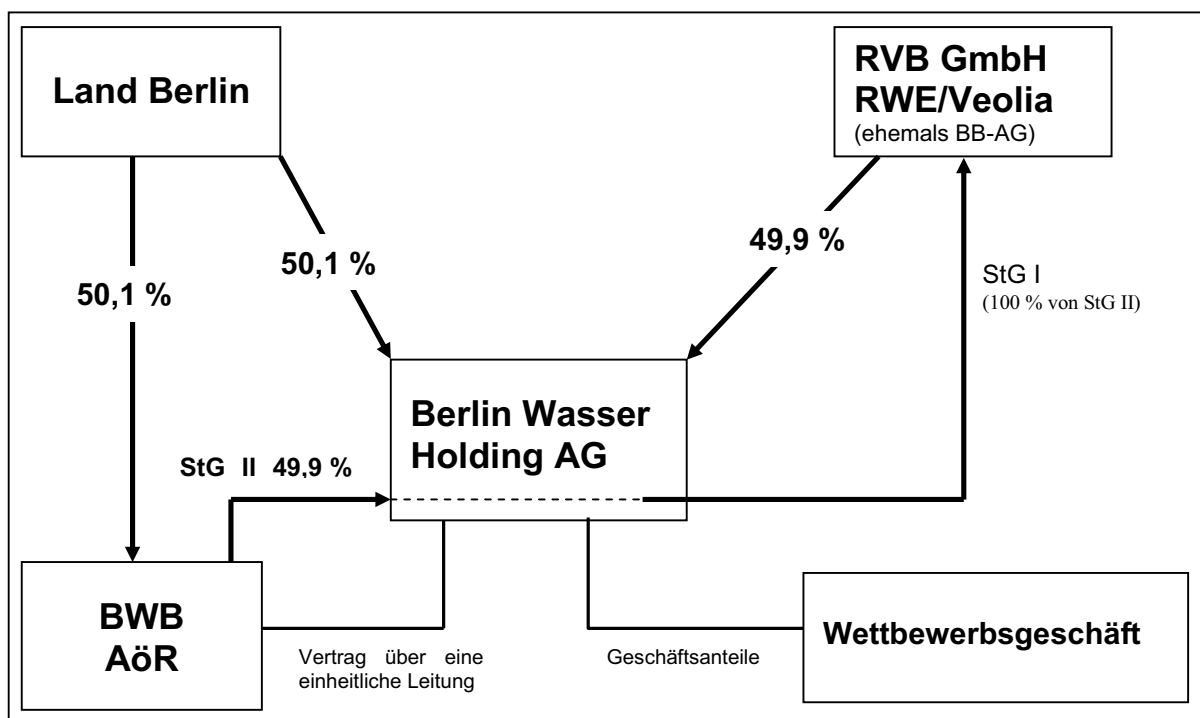 Land Berlin
RVB GmbH
RWE/Veolia
(ehemals BB-AG)
50,1 %
50,1 %
49,9 %
StG I
(100 % von StG II)
Berlin Wasser
Holding AG
StG II 49,9 %
BWB
AöR
Vertrag über eine
einheitliche Leitung
Geschäftsanteile
Wettbewerbsgeschäft